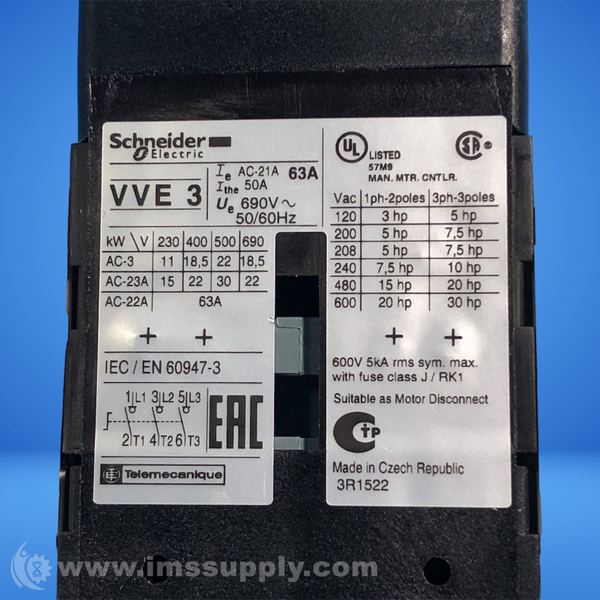 Schneider
Electric
VVE 3
Ie AC-21A 63A
Ithe 50A
Ue 690V~
50/60Hz
kW \ V 230 400 500 690
AC-3 11 18,5 22 18,5
AC-23A 15 22 30 22
AC-22A 63A
+ +
IEC / EN 60947-3
1 L1 3 L2 5 L3
2 T1 4 T2 6 T3
EAC
TE Telemecanique
UL LISTED
57M9
MAN. MTR. CNTLR.
SA ®
Vac 1ph-2poles 3ph-3poles
120 3 hp 5 hp
200 5 hp 7,5 hp
208 5 hp 7,5 hp
240 7,5 hp 10 hp
480 15 hp 20 hp
600 20 hp 30 hp
+ +
600V 5kA rms sym. max.
with fuse class J / RK1
Suitable as Motor Disconnect
СТР
Made in Czech Republic
3R1522
www.imssupply.com